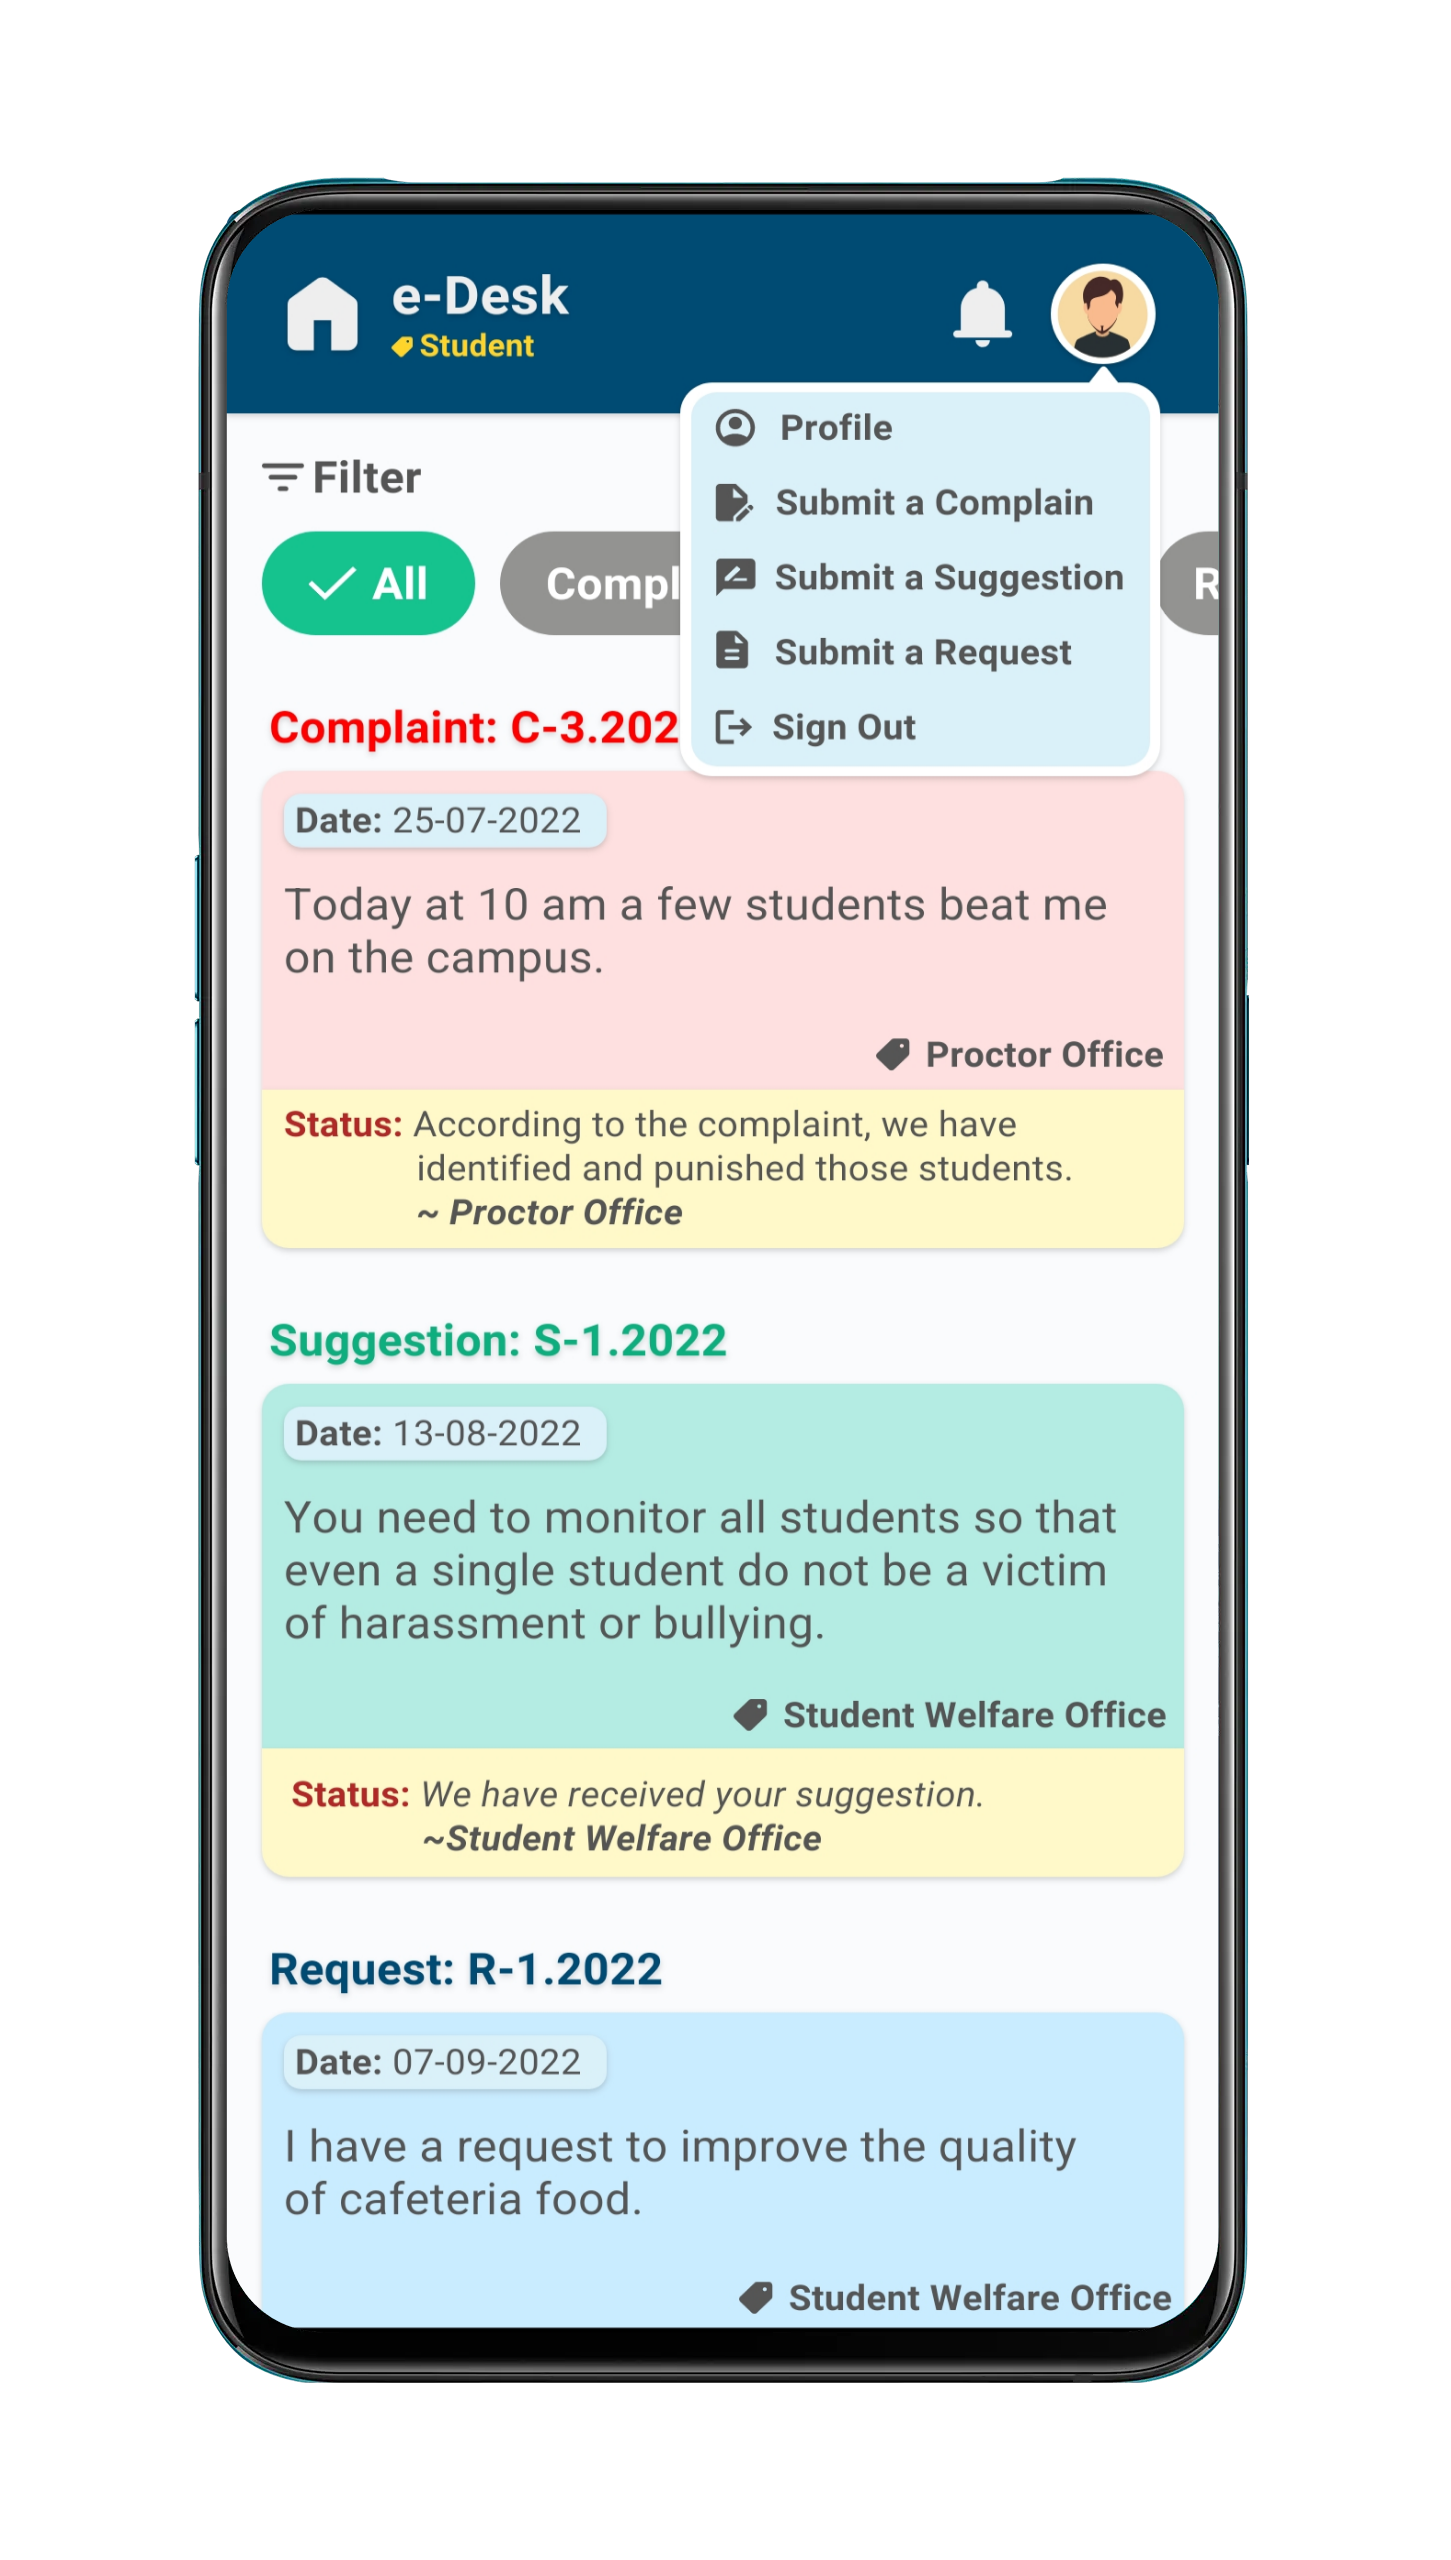 e-Desk
Student
Profile
Submit a Complain
Submit a Suggestion
Submit a Request
Sign Out
Filter
All
Complaint: C-3.202
Date: 25-07-2022
Today at 10 am a few students beat me
on the campus.
Proctor Office
Status: According to the complaint, we have
identified and punished those students.
~ Proctor Office
Suggestion: S-1.2022
Date: 13-08-2022
You need to monitor all students so that
even a single student do not be a victim
of harassment or bullying.
Student Welfare Office
Status: We have received your suggestion.
~Student Welfare Office
Request: R-1.2022
Date: 07-09-2022
I have a request to improve the quality
of cafeteria food.
Student Welfare Office